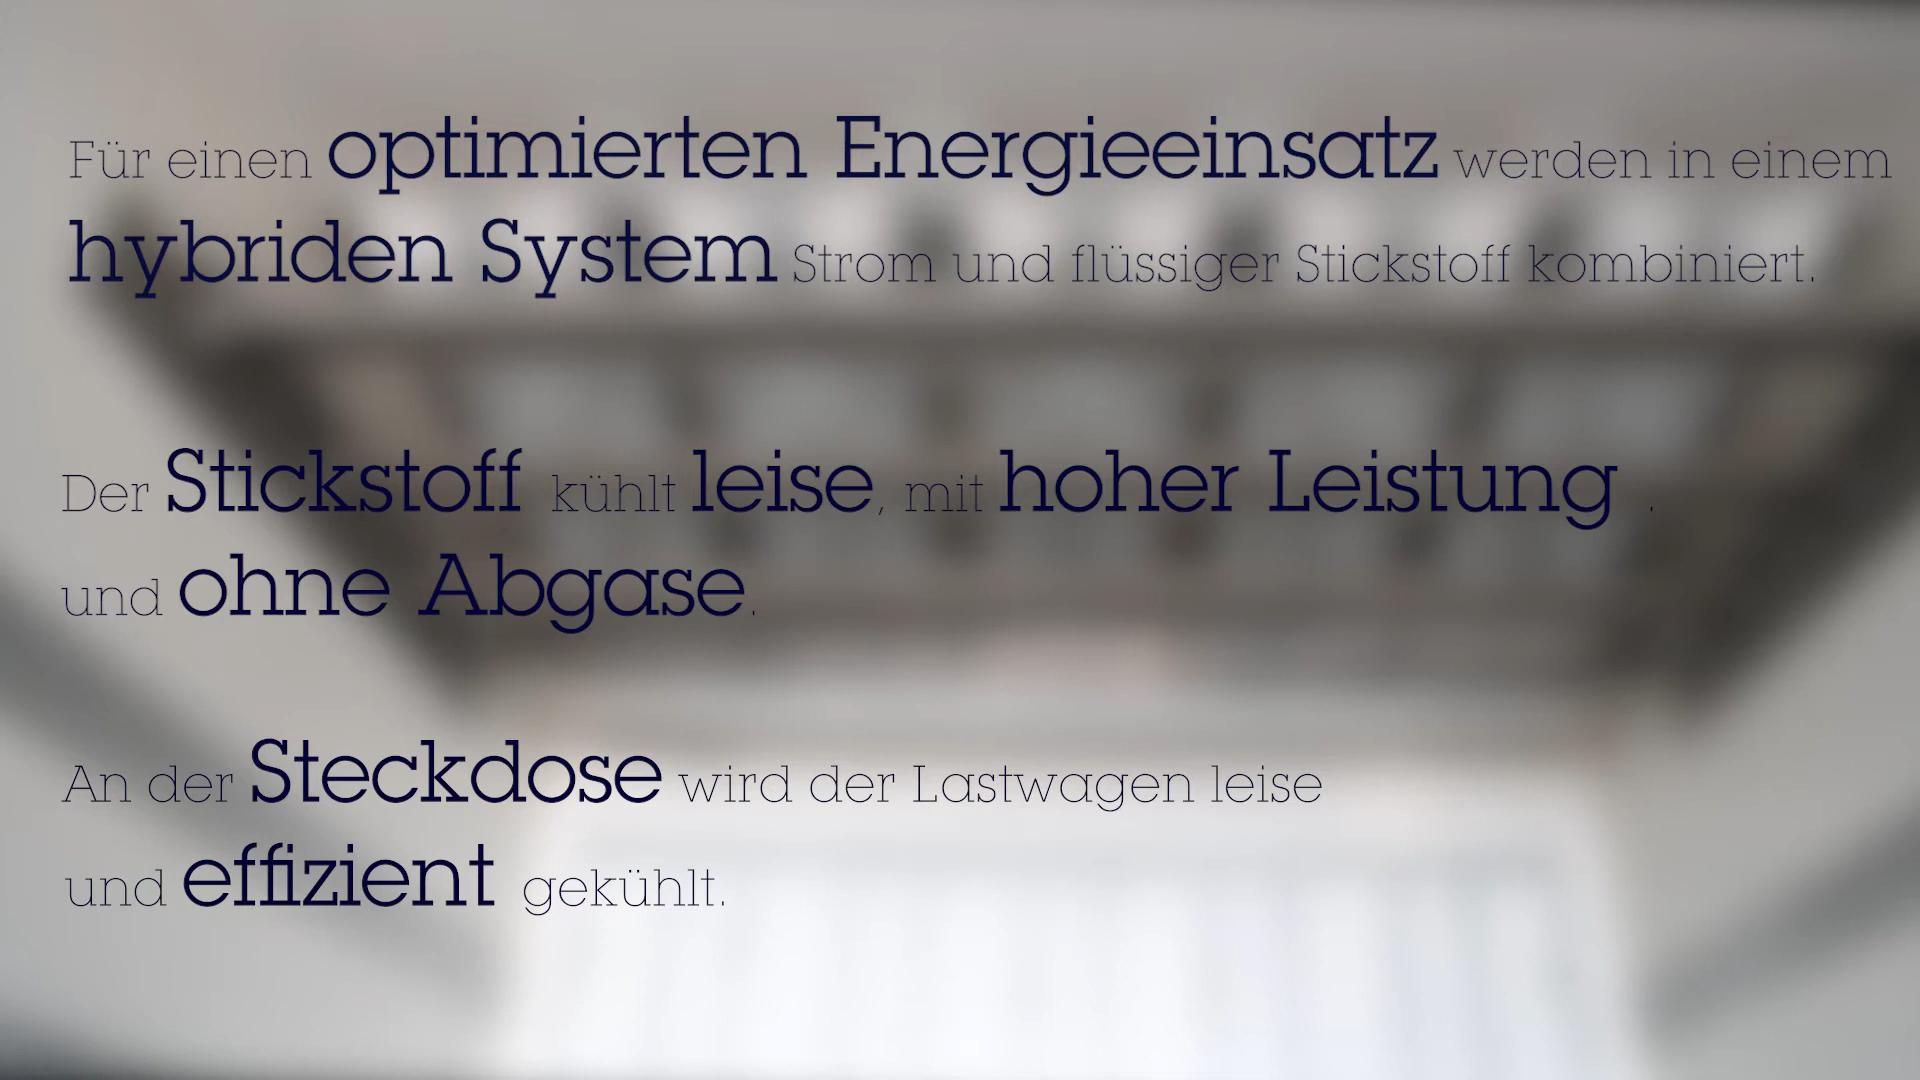 Für einen optimierten Energieeinsatz werden in einem
hybriden System Strom und flüssiger Stickstoff kombiniert.
Der Stickstoff kühlt leise, mit hoher Leistung .
und ohne Abgase.
An der Steckdose wird der Lastwagen leise
und effizient gekühlt.